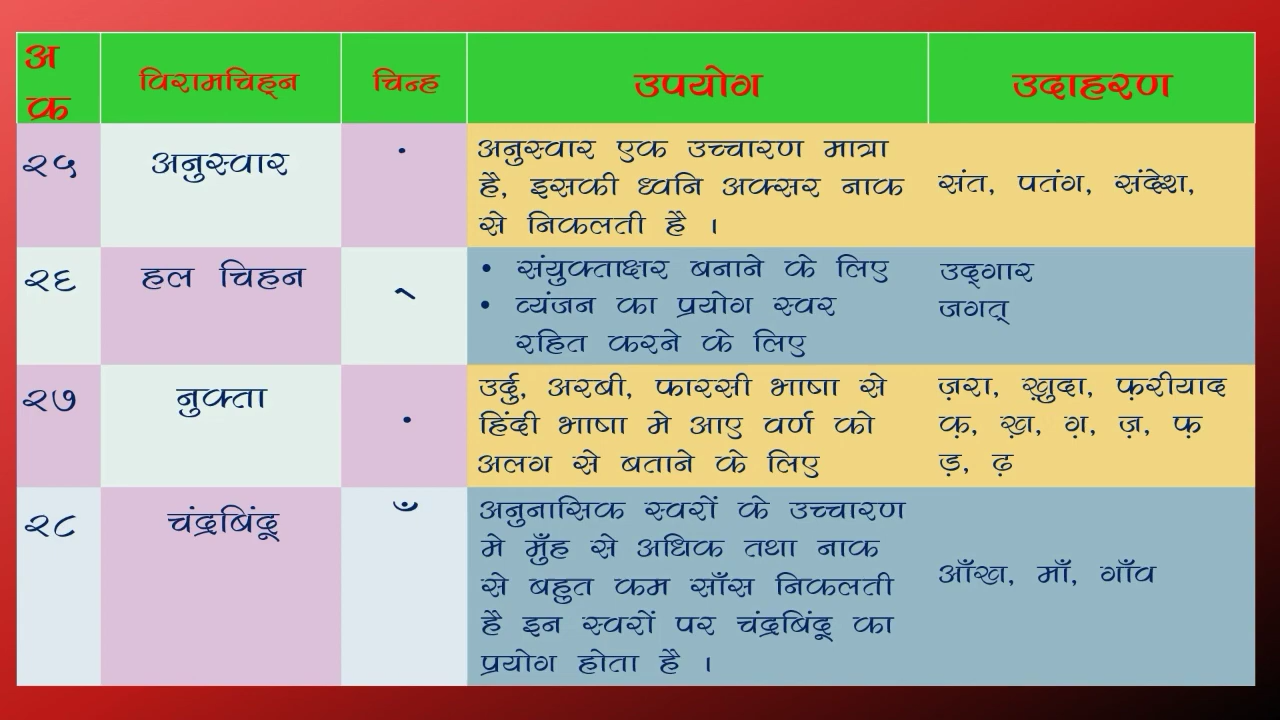 अ
क्र
विरामचिह्न
चिन्ह
उपयोग
उदाहरण
२५
अनुस्वार
ं
अनुस्वार एक उच्चारण मात्रा
है, इसकी ध्वनि अक्सर नाक
से निकलती है ।
संत, पतंग, संदेश,
२६
हल चिहन
्
• संयुक्ताक्षर बनाने के लिए
• व्यंजन का प्रयोग स्वर
रहित करने के लिए
उद्‌गार
जगत्
२७
नुक्ता
़
उर्दु, अरबी, फारसी भाषा से
हिंदी भाषा मे आए वर्ण को
अलग से बताने के लिए
ज़रा, ख़ुदा, फ़रीयाद
क़, ख़, ग़, ज़, फ़
ड़, ढ़
२८
चंद्रबिंदू
ँ
अनुनासिक स्वरों के उच्चारण
मे मुँह से अधिक तथा नाक
से बहुत कम साँस निकलती
है इन स्वरों पर चंद्रबिंदू का
प्रयोग होता है ।
आँख, माँ, गाँव